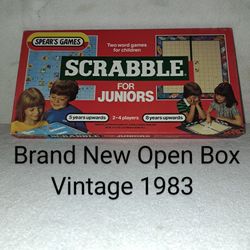 SPEAR'S GAMES
Two word games
for children
SCRABBLE
FOR
JUNIORS
5 years upwards
2-4 players
8 years upwards
Brand New Open Box
Vintage 1983